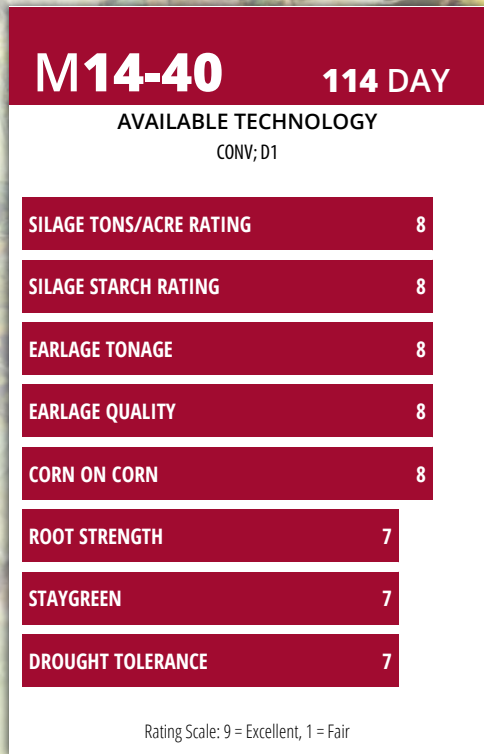 M14-40 114 DAY
AVAILABLE TECHNOLOGY
CONV; D1
SILAGE TONS/ACRE RATING 8
SILAGE STARCH RATING 8
EARLAGE TONAGE 8
EARLAGE QUALITY 8
CORN ON CORN 8
ROOT STRENGTH 7
STAYGREEN 7
DROUGHT TOLERANCE 7
Rating Scale: 9 = Excellent, 1 = Fair